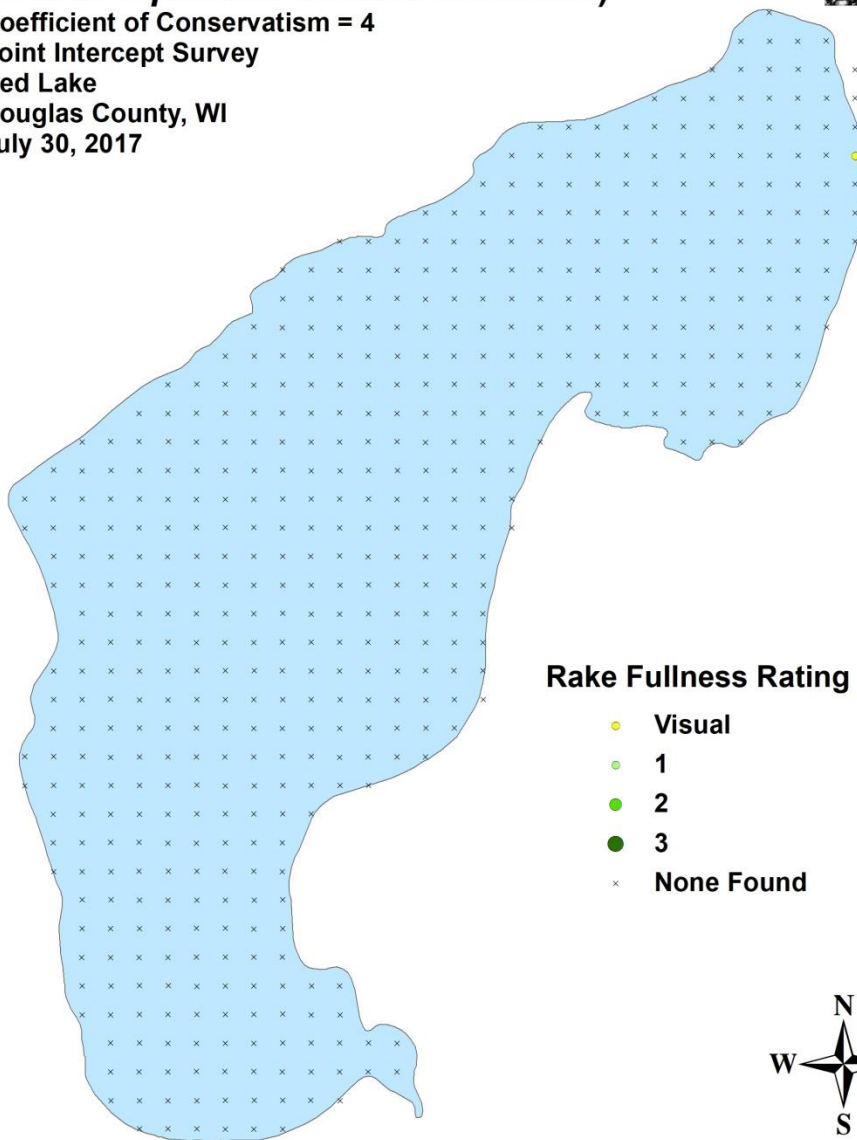 oefficient of Conservatism = 4
oint Intercept Survey
ed Lake
ouglas County, WI
uly 30, 2017
Rake Fullness Rating
Visual
1
2
3
None Found
N
W
S